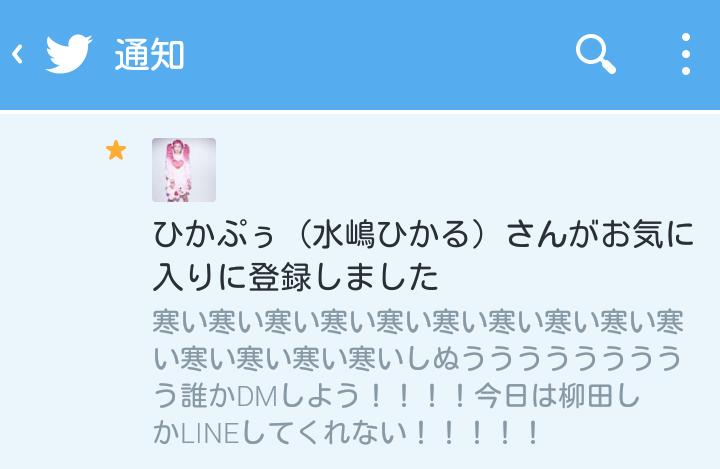 通知
ひかぷぅ（水嶋ひかる）さんがお気に
入りに登録しました
寒い寒い寒い寒い寒い寒い寒い寒い寒い寒
い寒い寒い寒い寒いしぬうううううううう
う誰かDMしよう！！！！今日は柳田し
かLINEしてくれない！！！！！